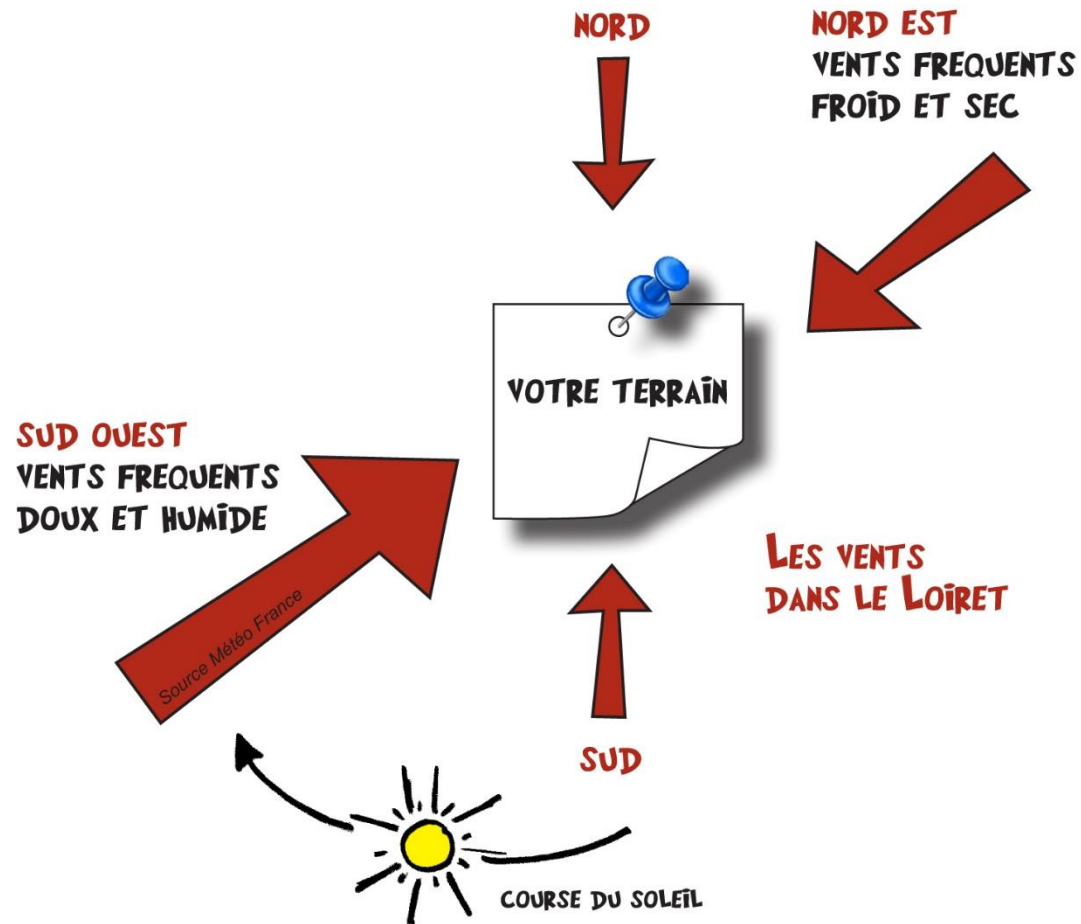 NORD
NORD EST
VENTS FREQUENTS
FROID ET SEC
VOTRE TERRAIN
SUD OUEST
VENTS FREQUENTS
DOUX ET HUMIDE
Source Météo France
LES VENTS
DANS LE LOIRET
SUD
COURSE DU SOLEIL